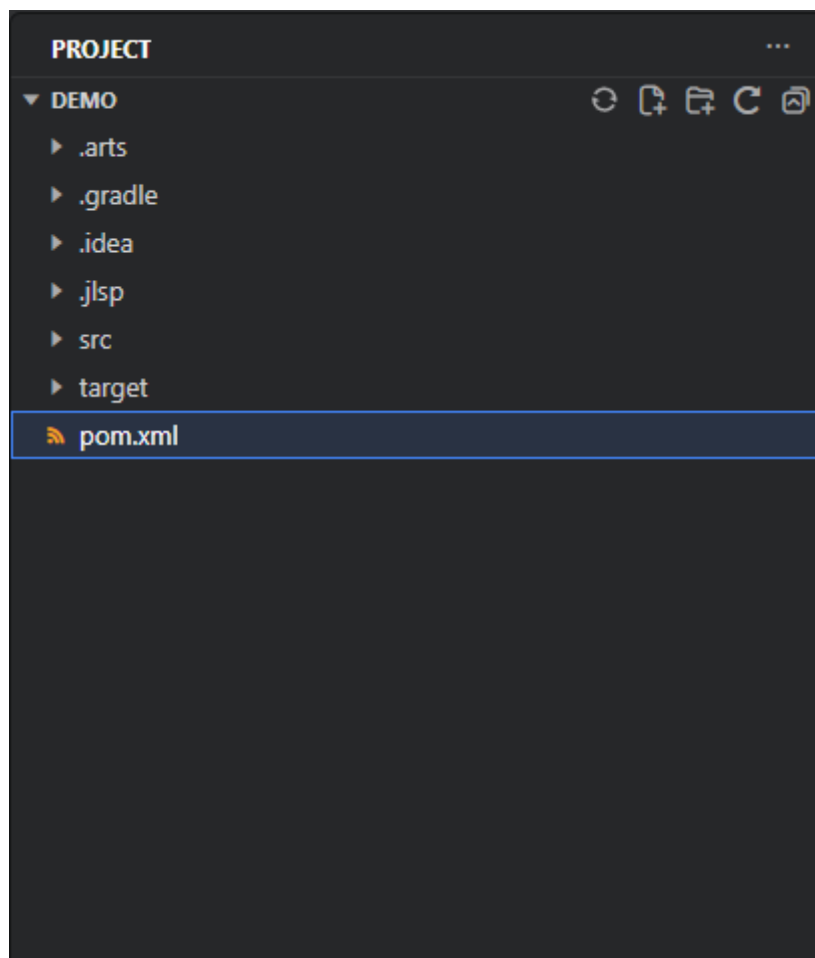 PROJECT
DEMO
.arts
.gradle
.idea
.jlsp
src
target
pom.xml